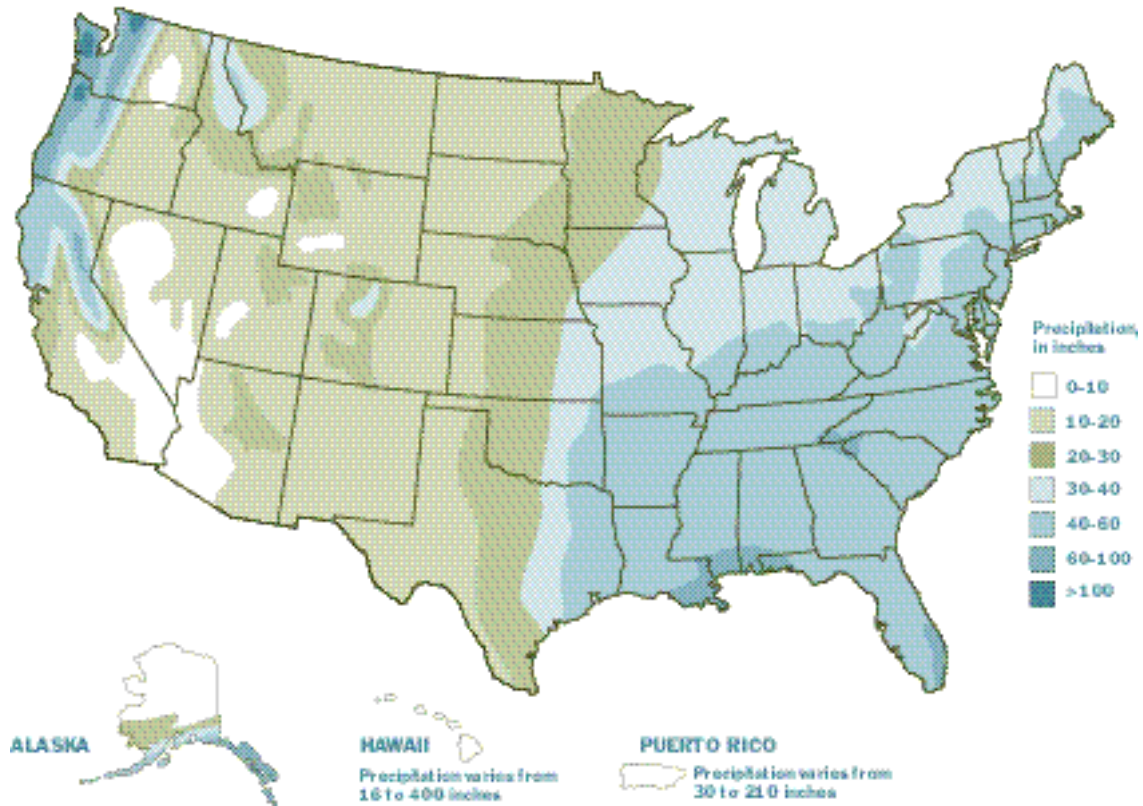 Precipitation,
in inches
0-10
10-20
20-30
30-40
40-60
60-100
>100
ALASKA
HAWAII
Precipitation varies from
16 to 400 inches
PUERTO RICO
Precipitation varies from
30 to 210 inches